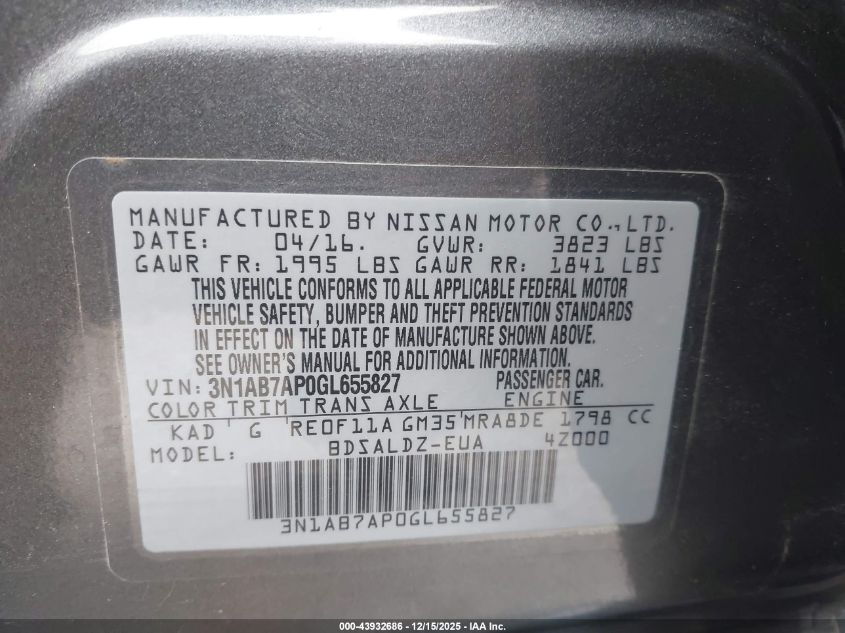 MANUFACTURED BY NISSAN MOTOR CO.,LTD.
DATE: 04/16. GVWR: 3823 LBS
GAWR FR: 1995 LBS GAWR RR: 1841 LBS
THIS VEHICLE CONFORMS TO ALL APPLICABLE FEDERAL MOTOR
VEHICLE SAFETY, BUMPER AND THEFT PREVENTION STANDARDS
IN EFFECT ON THE DATE OF MANUFACTURE SHOWN ABOVE.
SEE OWNER'S MANUAL FOR ADDITIONAL INFORMATION.
VIN: 3N1AB7AP0GL655827 PASSENGER CAR.
COLOR TRIM TRANS AXLE ENGINE
KAD G RE0F11A GM35 MRA8DE 1798 CC
MODEL: BDSALDZ-EUA 4Z000
3N1AB7AP0GL655827
000-43932686 - 12/15/2025 - IAA Inc.